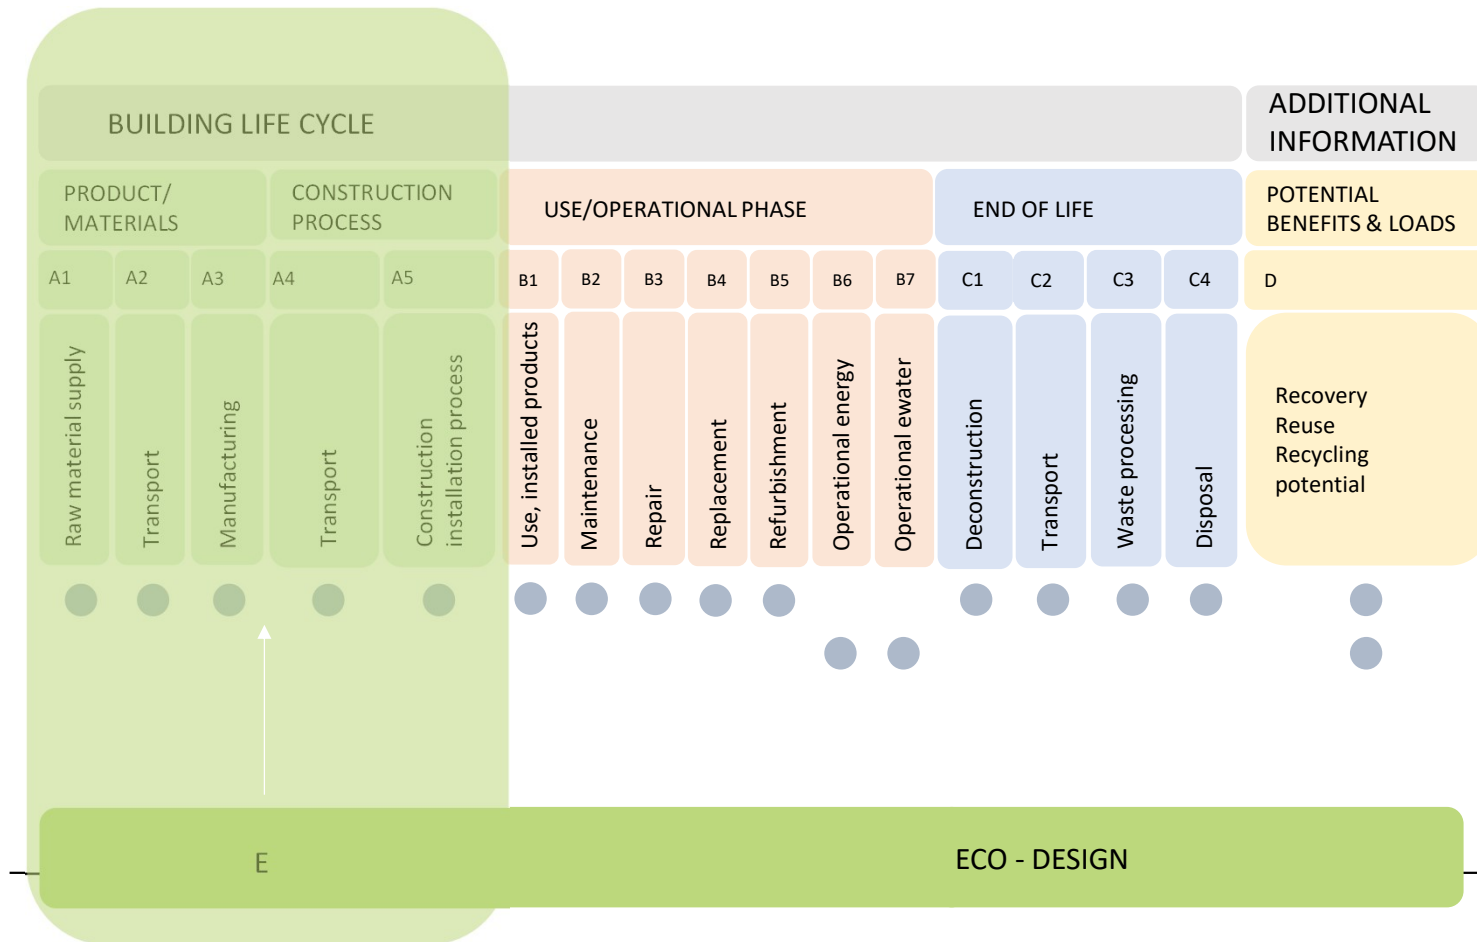 BUILDING LIFE CYCLE
ADDITIONAL
INFORMATION
PRODUCT/
MATERIALS
CONSTRUCTION
PROCESS
USE/OPERATIONAL PHASE
END OF LIFE
POTENTIAL
BENEFITS & LOADS
A1
A2
A3
A4
A5
B1
B2
B3
B4
B5
B6
B7
C1
C2
C3
C4
D
Raw material supply
Transport
Manufacturing
Transport
Construction
installation process
Use, installed products
Maintenance
Repair
Replacement
Refurbishment
Operational energy
Operational ewater
Deconstruction
Transport
Waste processing
Disposal
Recovery
Reuse
Recycling
potential
E
ECO - DESIGN